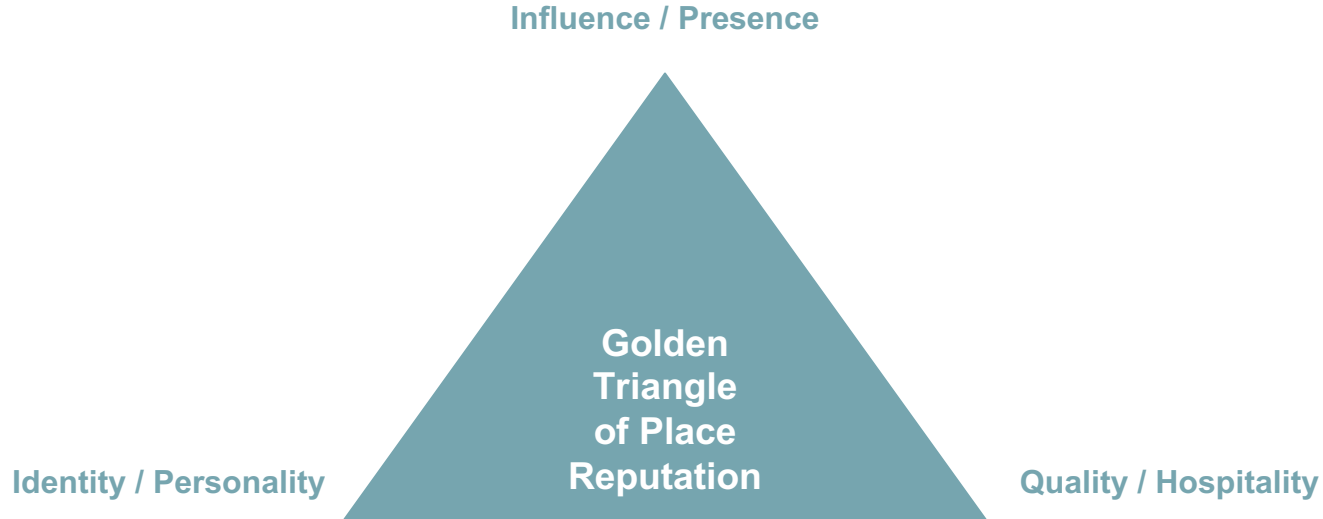 Influence / Presence
Golden
Triangle
of Place
Reputation
Identity / Personality
Quality / Hospitality